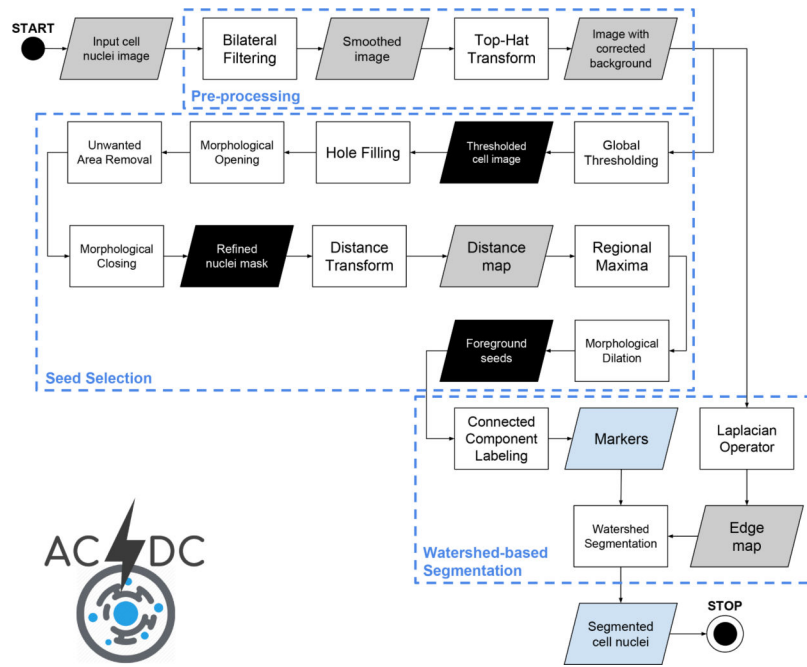 START
Input cell
nuclei image
Bilateral
Filtering
Smoothed
image
Top-Hat
Transform
Image with
corrected
background
Pre-processing
Unwanted
Area Removal
Morphological
Opening
Hole Filling
Thresholded
cell image
Global
Thresholding
Morphological
Closing
Refined
nuclei mask
Distance
Transform
Distance
map
Regional
Maxima
Foreground
seeds
Morphological
Dilation
Seed Selection
Connected
Component
Labeling
Markers
Laplacian
Operator
Watershed
Segmentation
Edge
map
Watershed-based
Segmentation
AC DC
Segmented
cell nuclei
STOP